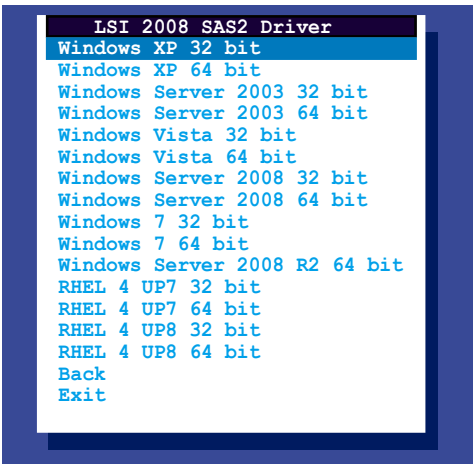 LSI 2008 SAS2 Driver
Windows XP 32 bit
Windows XP 64 bit
Windows Server 2003 32 bit
Windows Server 2003 64 bit
Windows Vista 32 bit
Windows Vista 64 bit
Windows Server 2008 32 bit
Windows Server 2008 64 bit
Windows 7 32 bit
Windows 7 64 bit
Windows Server 2008 R2 64 bit
RHEL 4 UP7 32 bit
RHEL 4 UP7 64 bit
RHEL 4 UP8 32 bit
RHEL 4 UP8 64 bit
Back
Exit